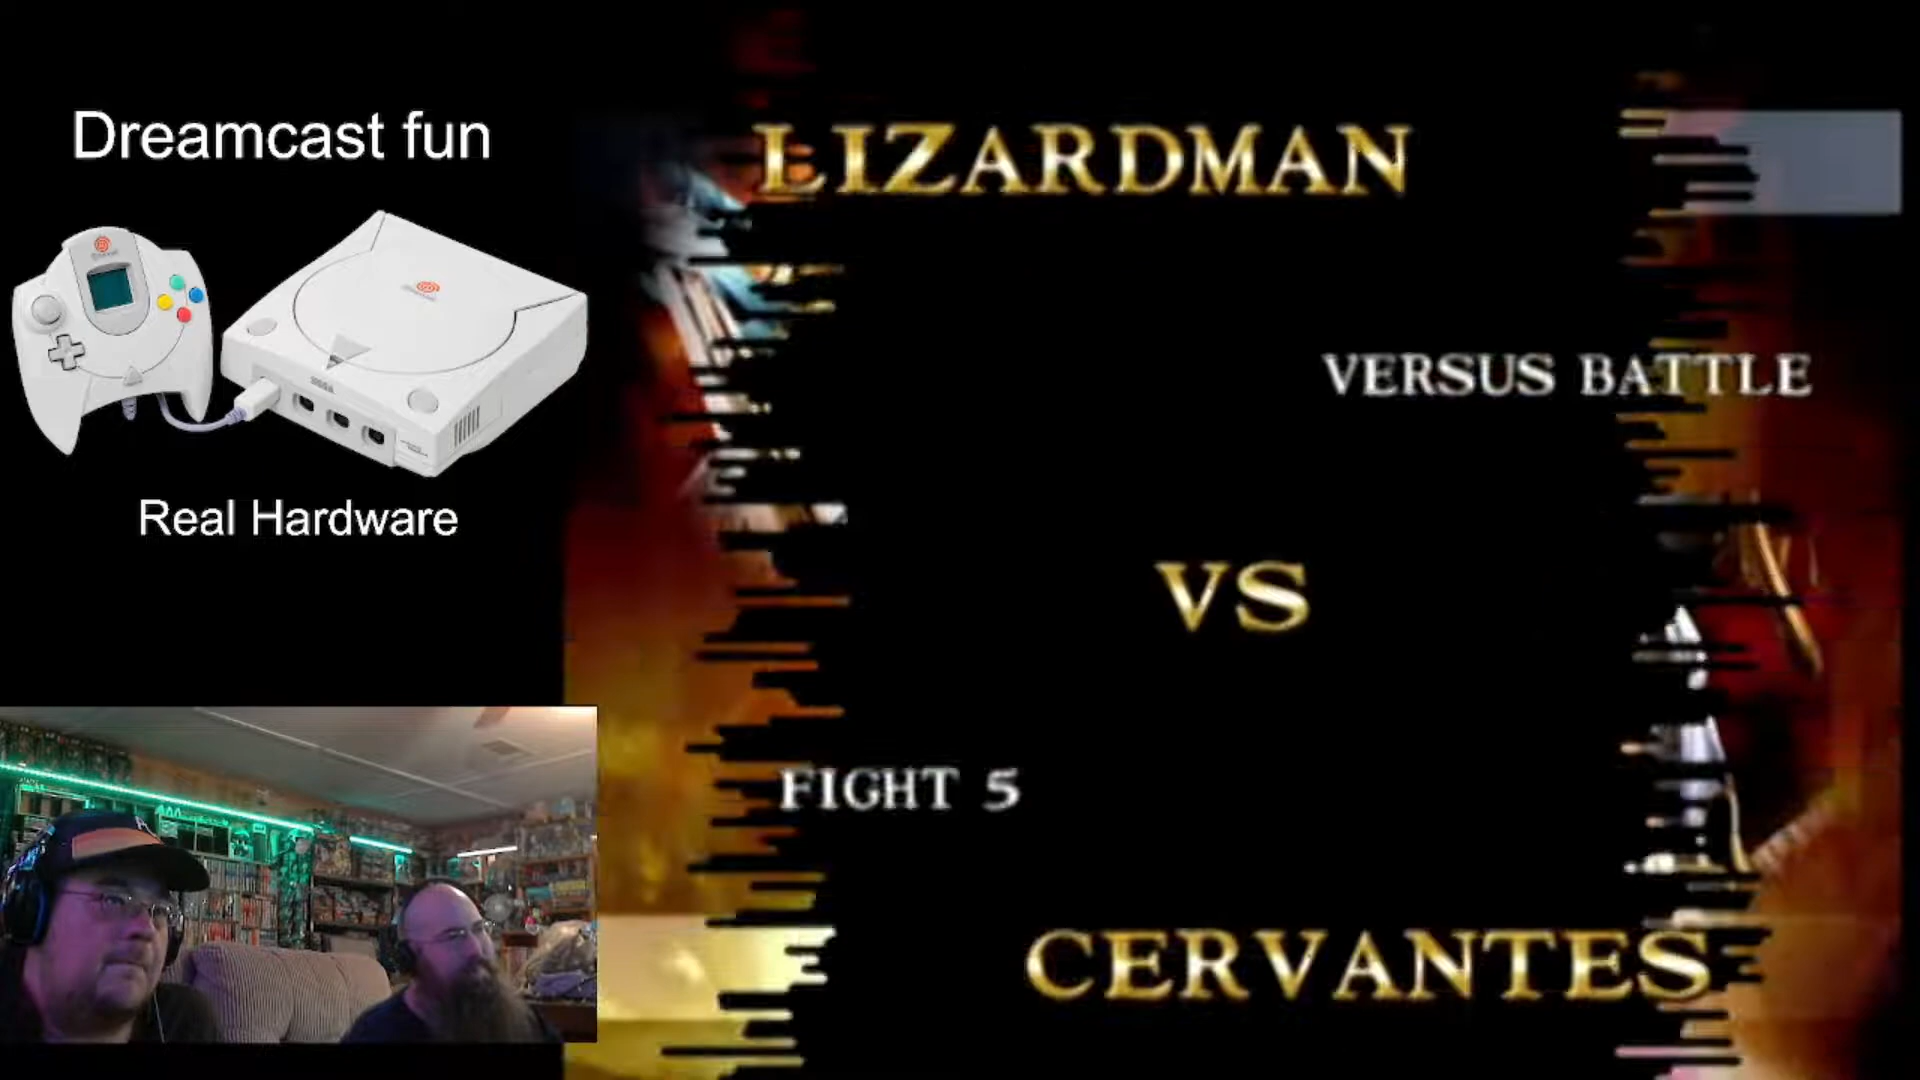 Dreamcast fun
Real Hardware
LIZARDMAN
VERSUS BATTLE
VS
FIGHT 5
CERVANTES